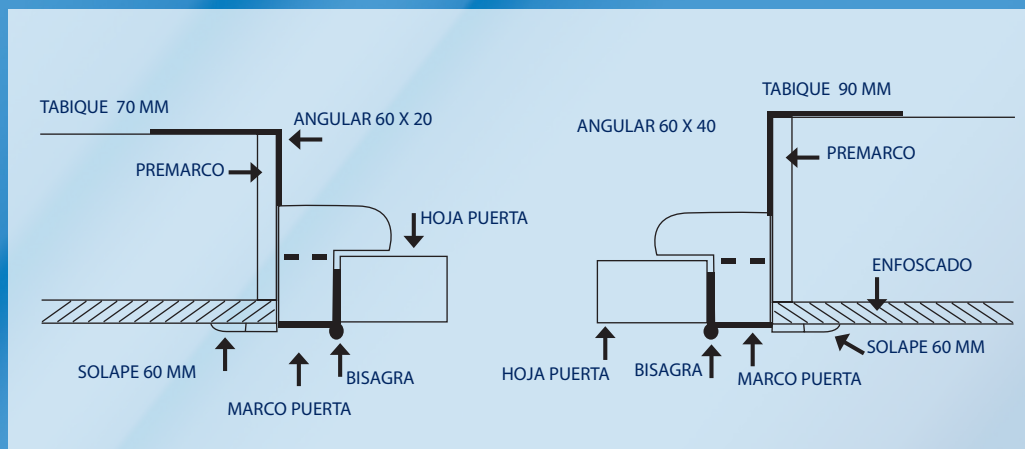 TABIQUE 70 MM
ANGULAR 60 X 20
PREMARCO
HOJA PUERTA
SOLAPE 60 MM
BISAGRA
MARCO PUERTA
TABIQUE 90 MM
ANGULAR 60 X 40
PREMARCO
ENFOSCADO
SOLAPE 60 MM
HOJA PUERTA
BISAGRA
MARCO PUERTA